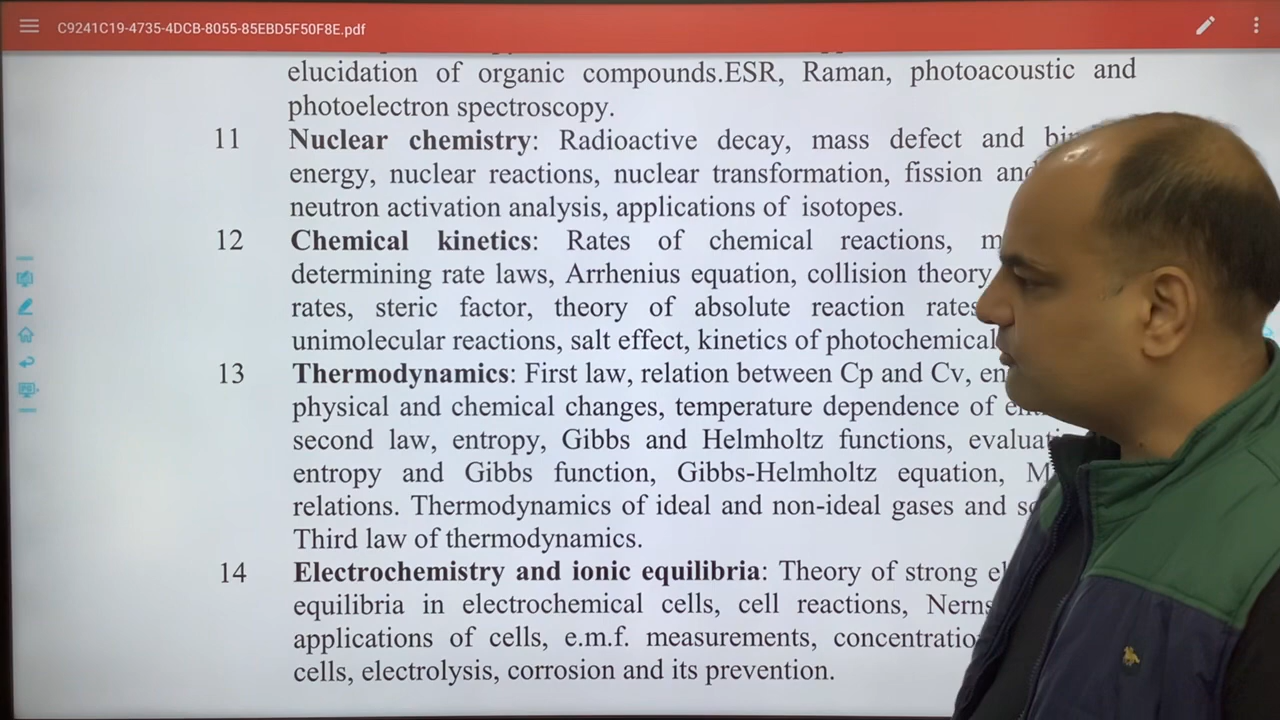 C9241C19-4735-4DCB-8055-85EBD5F50F8E.pdf
elucidation of organic compounds.ESR, Raman, photoacoustic and
photoelectron spectroscopy.
11 Nuclear chemistry: Radioactive decay, mass defect and
energy, nuclear reactions, nuclear transformation, fission and
neutron activation analysis, applications of isotopes.
12 Chemical kinetics: Rates of chemical reactions,
determining rate laws, Arrhenius equation, collision theory
rates, steric factor, theory of absolute reaction rates
unimolecular reactions, salt effect, kinetics of photochemical
13 Thermodynamics: First law, relation between Cp and Cv,
physical and chemical changes, temperature dependence of
second law, entropy, Gibbs and Helmholtz functions,
entropy and Gibbs function, Gibbs-Helmholtz equation,
relations. Thermodynamics of ideal and non-ideal gases and
Third law of thermodynamics.
14 Electrochemistry and ionic equilibria: Theory of strong
equilibria in electrochemical cells, cell reactions,
applications of cells, e.m.f. measurements,
cells, electrolysis, corrosion and its prevention.